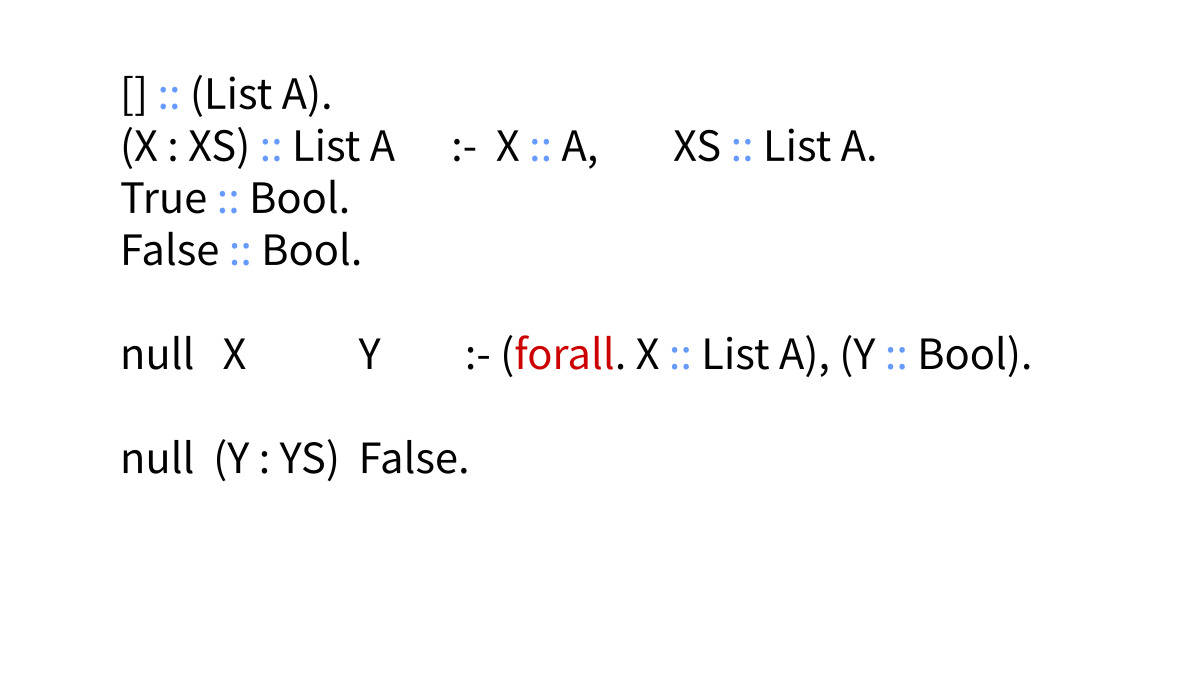 [] :: (List A).
(X : XS) :: List A :- X :: A, XS :: List A.
True :: Bool.
False :: Bool.
null X Y :- (forall. X :: List A), (Y :: Bool).
null (Y : YS) False.